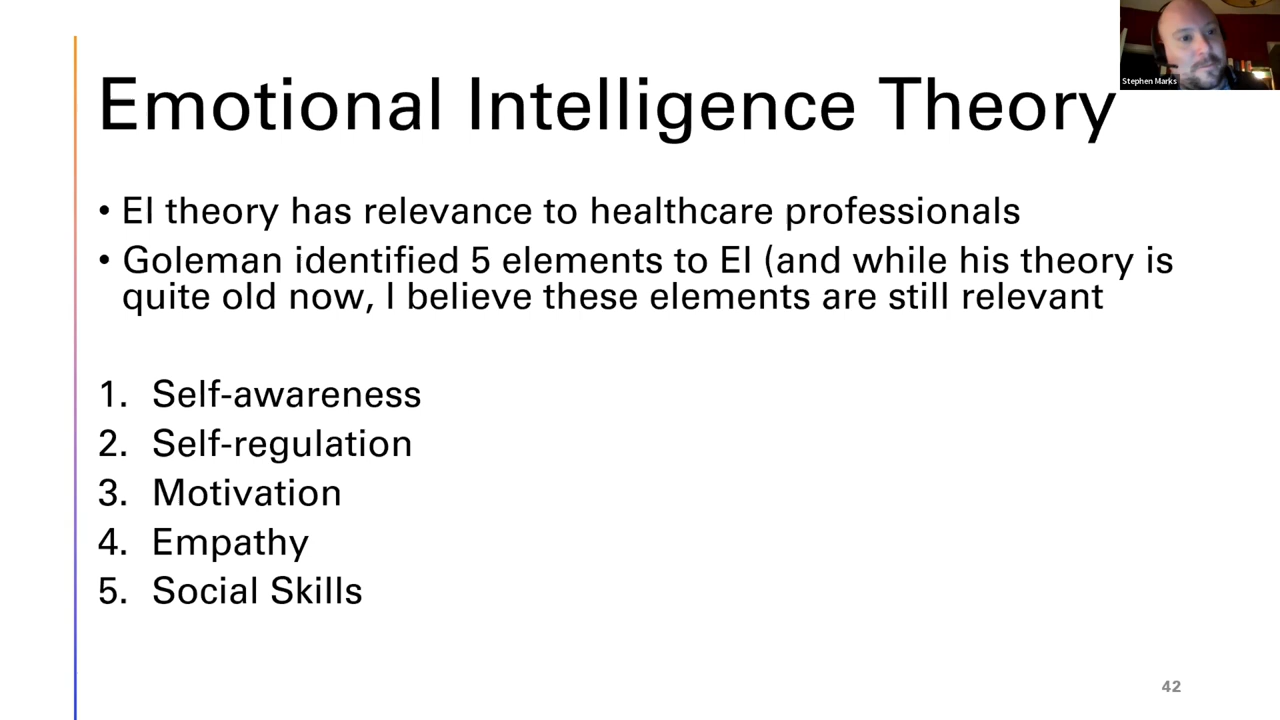 Stephen Marks
Emotional Intelligence Theory
• EI theory has relevance to healthcare professionals
• Goleman identified 5 elements to EI (and while his theory is
quite old now, I believe these elements are still relevant
1. Self-awareness
2. Self-regulation
3. Motivation
4. Empathy
5. Social Skills
42